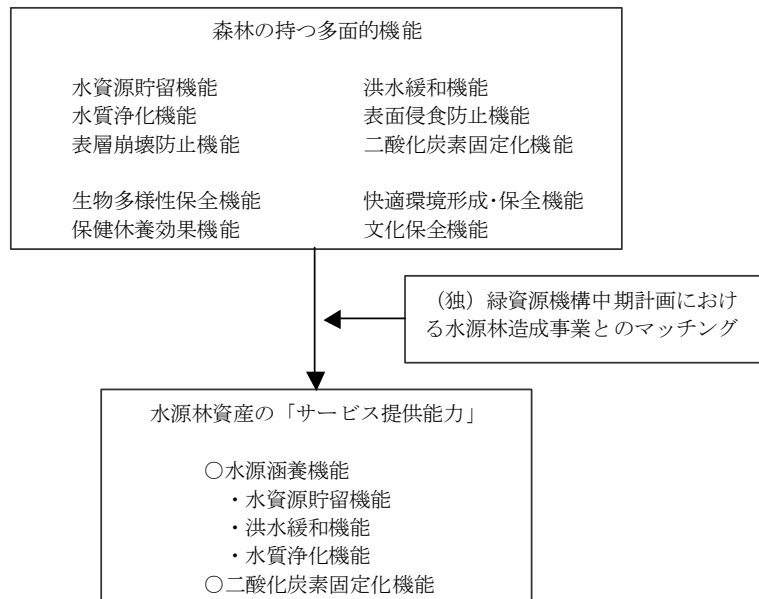 森林の持つ多面的機能
水資源貯留機能 洪水緩和機能
水質浄化機能 表面侵食防止機能
表層崩壊防止機能 二酸化炭素固定化機能
生物多様性保全機能 快適環境形成・保全機能
保健休養効果機能 文化保全機能
（独）緑資源機構中期計画におけ
る水源林造成事業とのマッチング
水源林資産の「サービス提供能力」
○水源涵養機能
・水資源貯留機能
・洪水緩和機能
・水質浄化機能
○二酸化炭素固定化機能